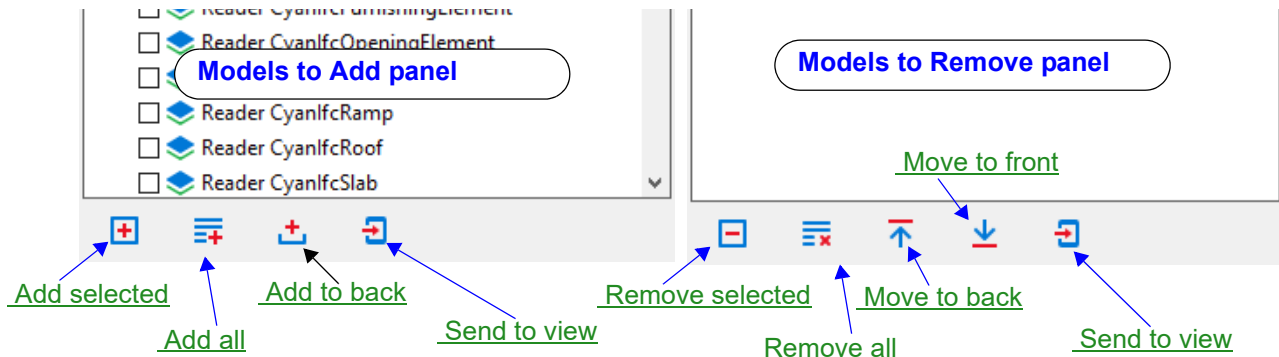 Reader CyanIfcFurnishingElement
Reader CyanIfcOpeningElement
Models to Add panel
Reader CyanIfcRamp
Reader CyanIfcRoof
Reader CyanIfcSlab
Models to Remove panel
Move to front
Add selected
Add to back
Add all
Send to view
Remove selected
Move to back
Remove all
Send to view